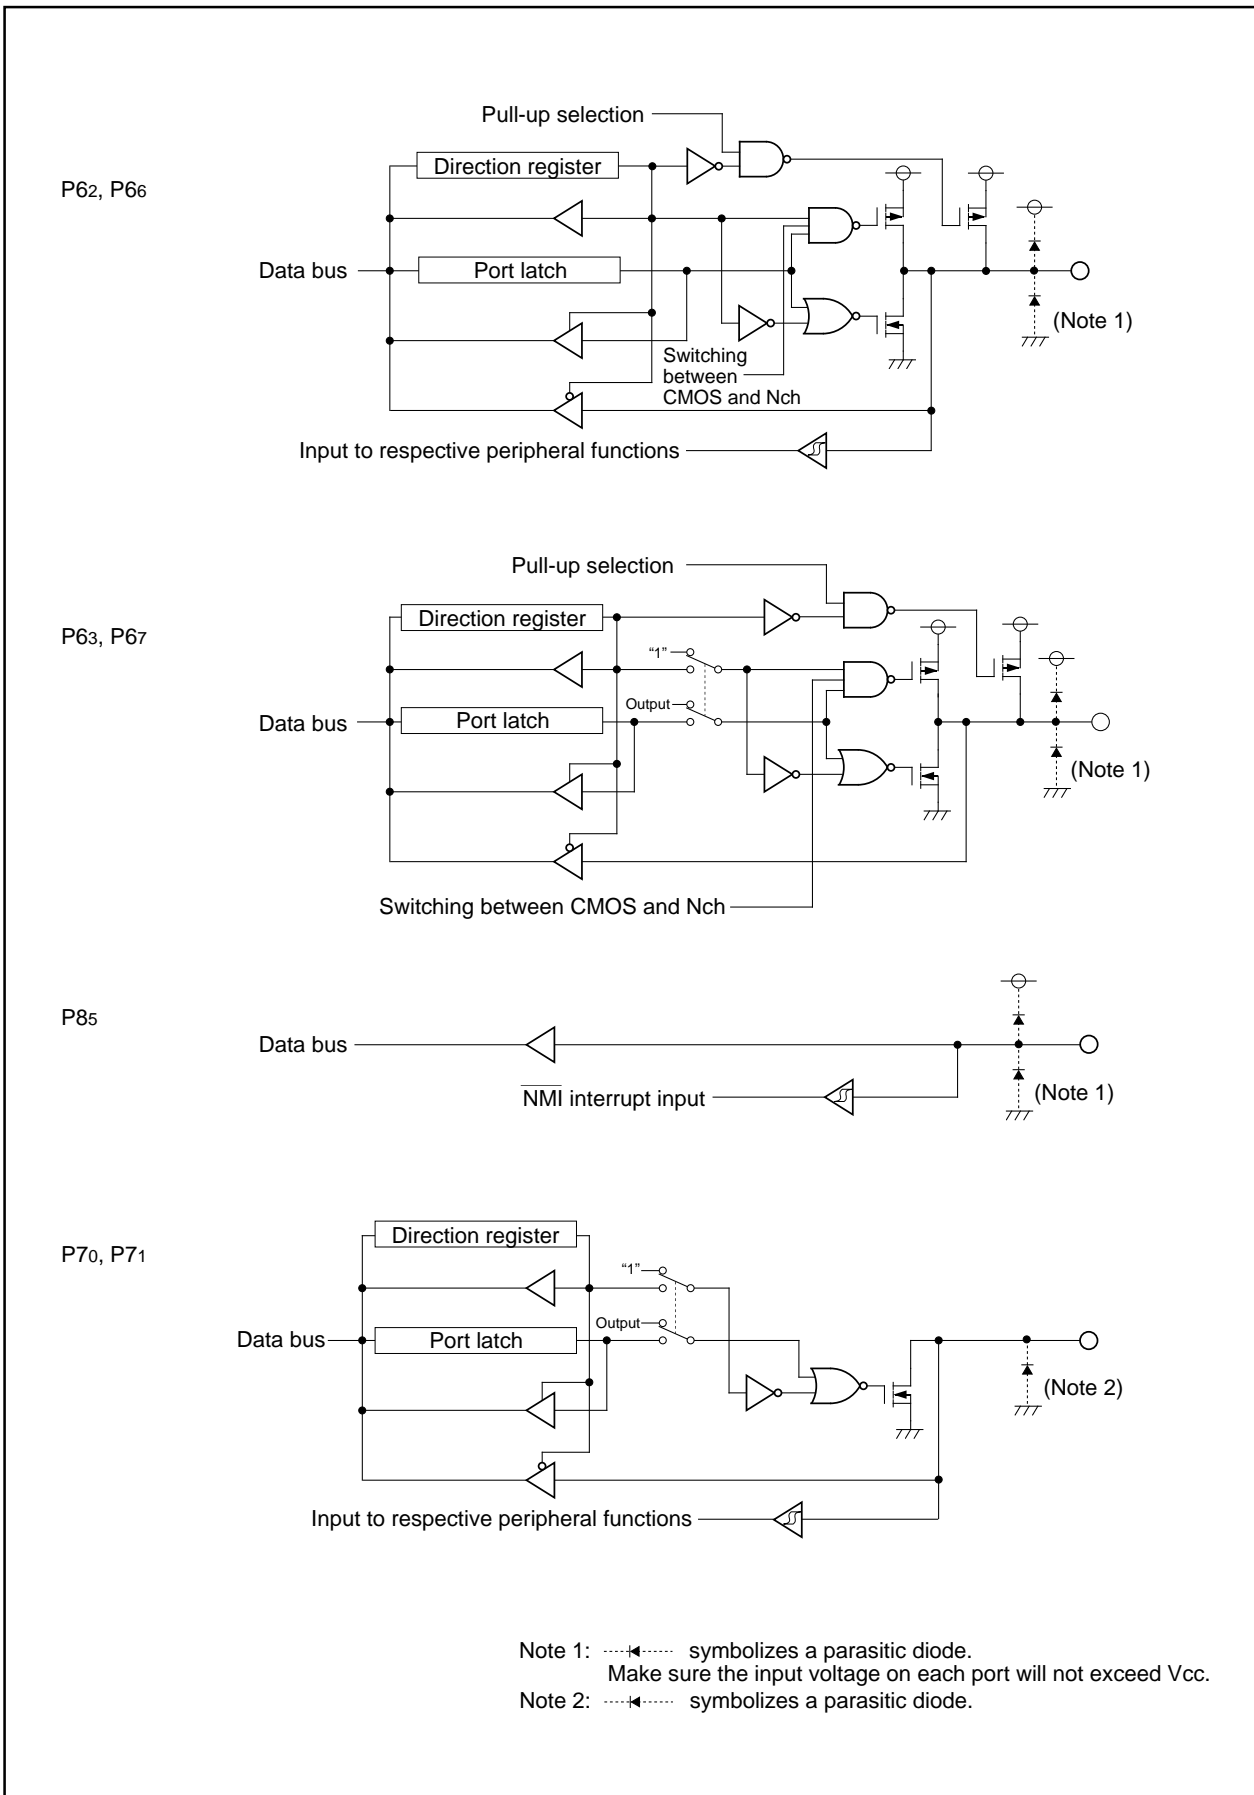 Pull-up selection
Direction register
P62, P66
Data bus
Port latch
(Note 1)
Switching
between
CMOS and Nch
Input to respective peripheral functions
Pull-up selection
Direction register
P63, P67
“1”
Output
Data bus
Port latch
(Note 1)
Switching between CMOS and Nch
P85
Data bus
NMI interrupt input
(Note 1)
Direction register
P70, P71
“1”
Output
Data bus
Port latch
(Note 2)
Input to respective peripheral functions
Note 1: symbolizes a parasitic diode.
Make sure the input voltage on each port will not exceed Vcc.
Note 2: symbolizes a parasitic diode.